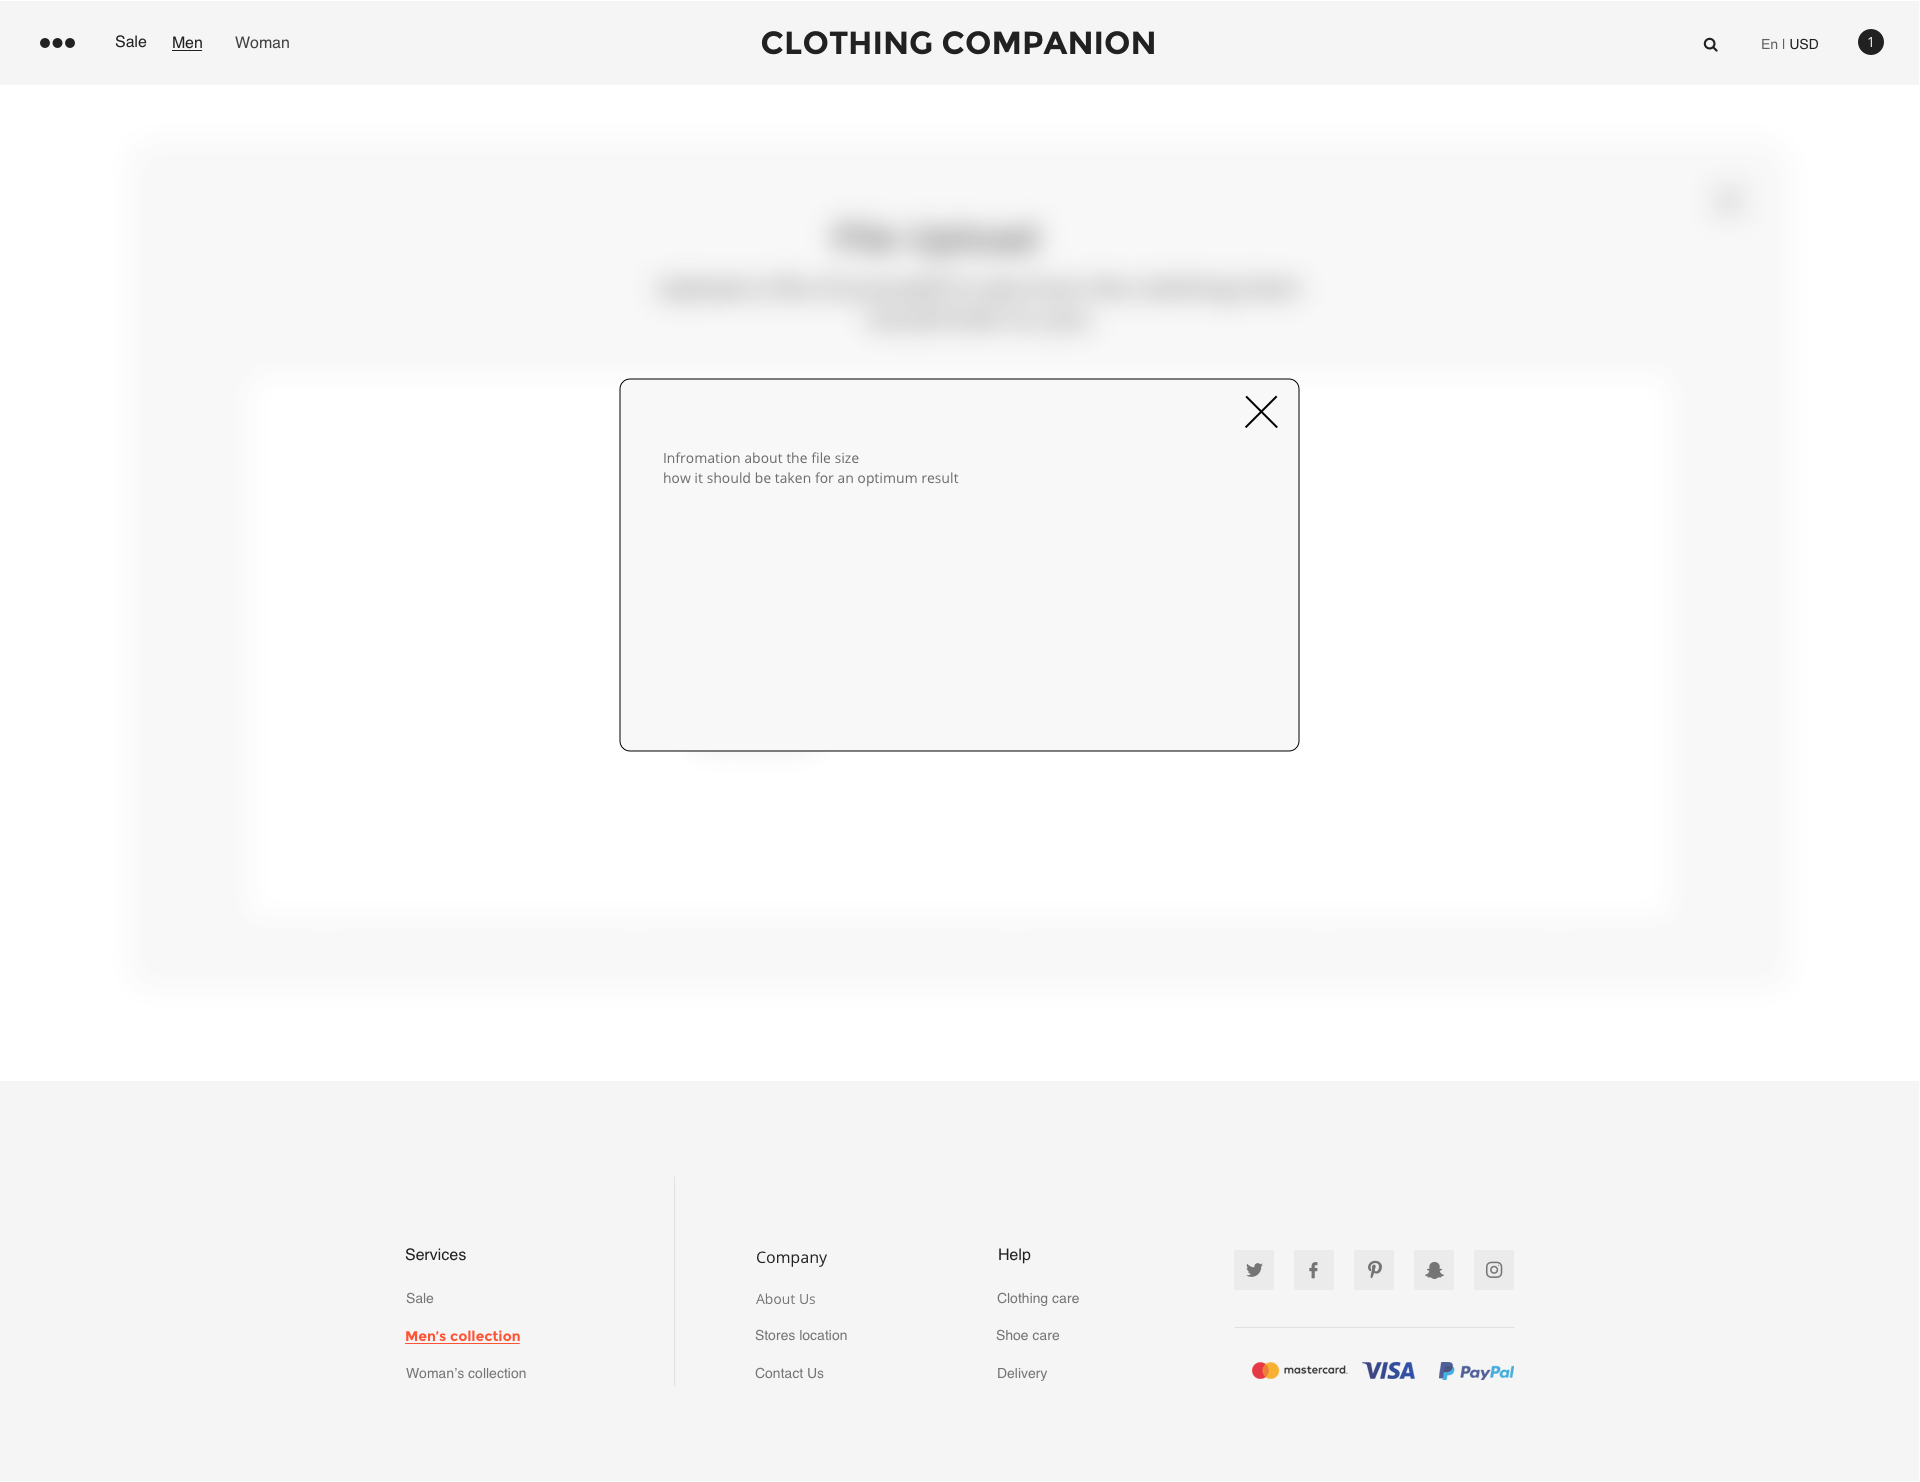 Sale
Men
Woman
CLOTHING COMPANION
En | USD
1
File Upload
Infromation about the file size
how it should be taken for an optimum result
Services
Sale
Men's collection
Woman's collection
Company
About Us
Stores location
Contact Us
Help
Clothing care
Shoe care
Delivery
mastercard.
VISA
PayPal